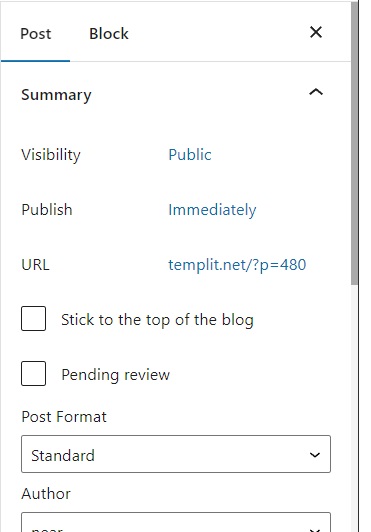 Post Block
Summary
Visibility Public
Publish Immediately
URL templit.net/?p=480
Stick to the top of the blog
Pending review
Post Format
Standard
Author